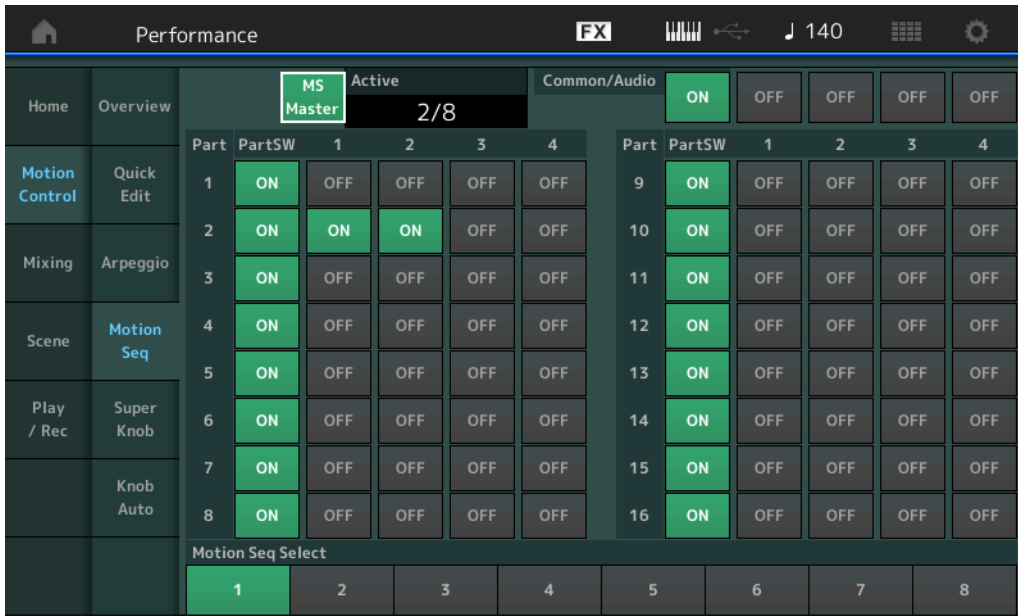 Performance FX ♩ 140
MS Master Active 2/8 Common/Audio ON OFF OFF OFF OFF
Home Overview
Part PartSW 1 2 3 4 Part PartSW 1 2 3 4
Motion Control Quick Edit
1 ON OFF OFF OFF OFF 9 ON OFF OFF OFF OFF
2 ON ON ON OFF OFF 10 ON OFF OFF OFF OFF
Mixing Arpeggio
3 ON OFF OFF OFF OFF 11 ON OFF OFF OFF OFF
Scene Motion Seq
4 ON OFF OFF OFF OFF 12 ON OFF OFF OFF OFF
5 ON OFF OFF OFF OFF 13 ON OFF OFF OFF OFF
Play / Rec Super Knob
6 ON OFF OFF OFF OFF 14 ON OFF OFF OFF OFF
7 ON OFF OFF OFF OFF 15 ON OFF OFF OFF OFF
Knob Auto
8 ON OFF OFF OFF OFF 16 ON OFF OFF OFF OFF
Motion Seq Select
1 2 3 4 5 6 7 8